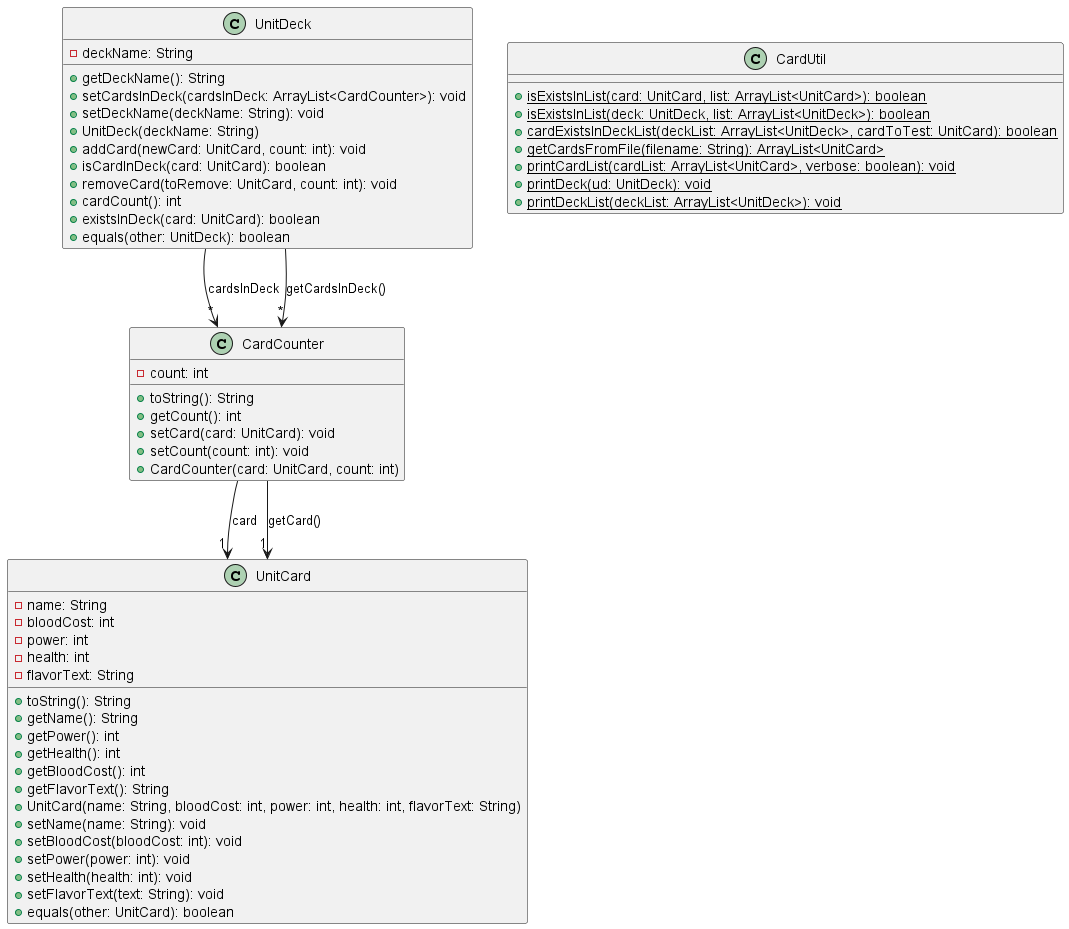 C UnitDeck
deckName: String
getDeckName(): String
setCardsInDeck(cardsInDeck: ArrayList<CardCounter>): void
setDeckName(deckName: String): void
UnitDeck(deckName: String)
addCard(newCard: UnitCard, count: int): void
isCardInDeck(card: UnitCard): boolean
removeCard(toRemove: UnitCard, count: int): void
cardCount(): int
existsInDeck(card: UnitCard): boolean
equals(other: UnitDeck): boolean
C CardUtil
isExistsInList(card: UnitCard, list: ArrayList<UnitCard>): boolean
isExistsInList(deck: UnitDeck, list: ArrayList<UnitDeck>): boolean
cardExistsInDeckList(deckList: ArrayList<UnitDeck>, cardToTest: UnitCard): boolean
getCardsFromFile(filename: String): ArrayList<UnitCard>
printCardList(cardList: ArrayList<UnitCard>, verbose: boolean): void
printDeck(ud: UnitDeck): void
printDeckList(deckList: ArrayList<UnitDeck>): void
cardsInDeck getCardsInDeck()
* *
C CardCounter
count: int
toString(): String
getCount(): int
setCard(card: UnitCard): void
setCount(count: int): void
CardCounter(card: UnitCard, count: int)
card getCard()
1 1
C UnitCard
name: String
bloodCost: int
power: int
health: int
flavorText: String
toString(): String
getName(): String
getPower(): int
getHealth(): int
getBloodCost(): int
getFlavorText(): String
UnitCard(name: String, bloodCost: int, power: int, health: int, flavorText: String)
setName(name: String): void
setBloodCost(bloodCost: int): void
setPower(power: int): void
setHealth(health: int): void
setFlavorText(text: String): void
equals(other: UnitCard): boolean